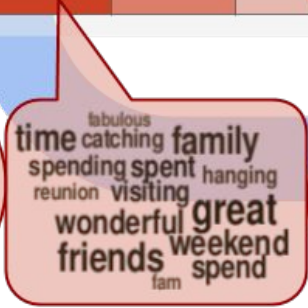 fabulous
time catching family
spending spent hanging
reunion visiting
wonderful great
friends weekend
fam spend